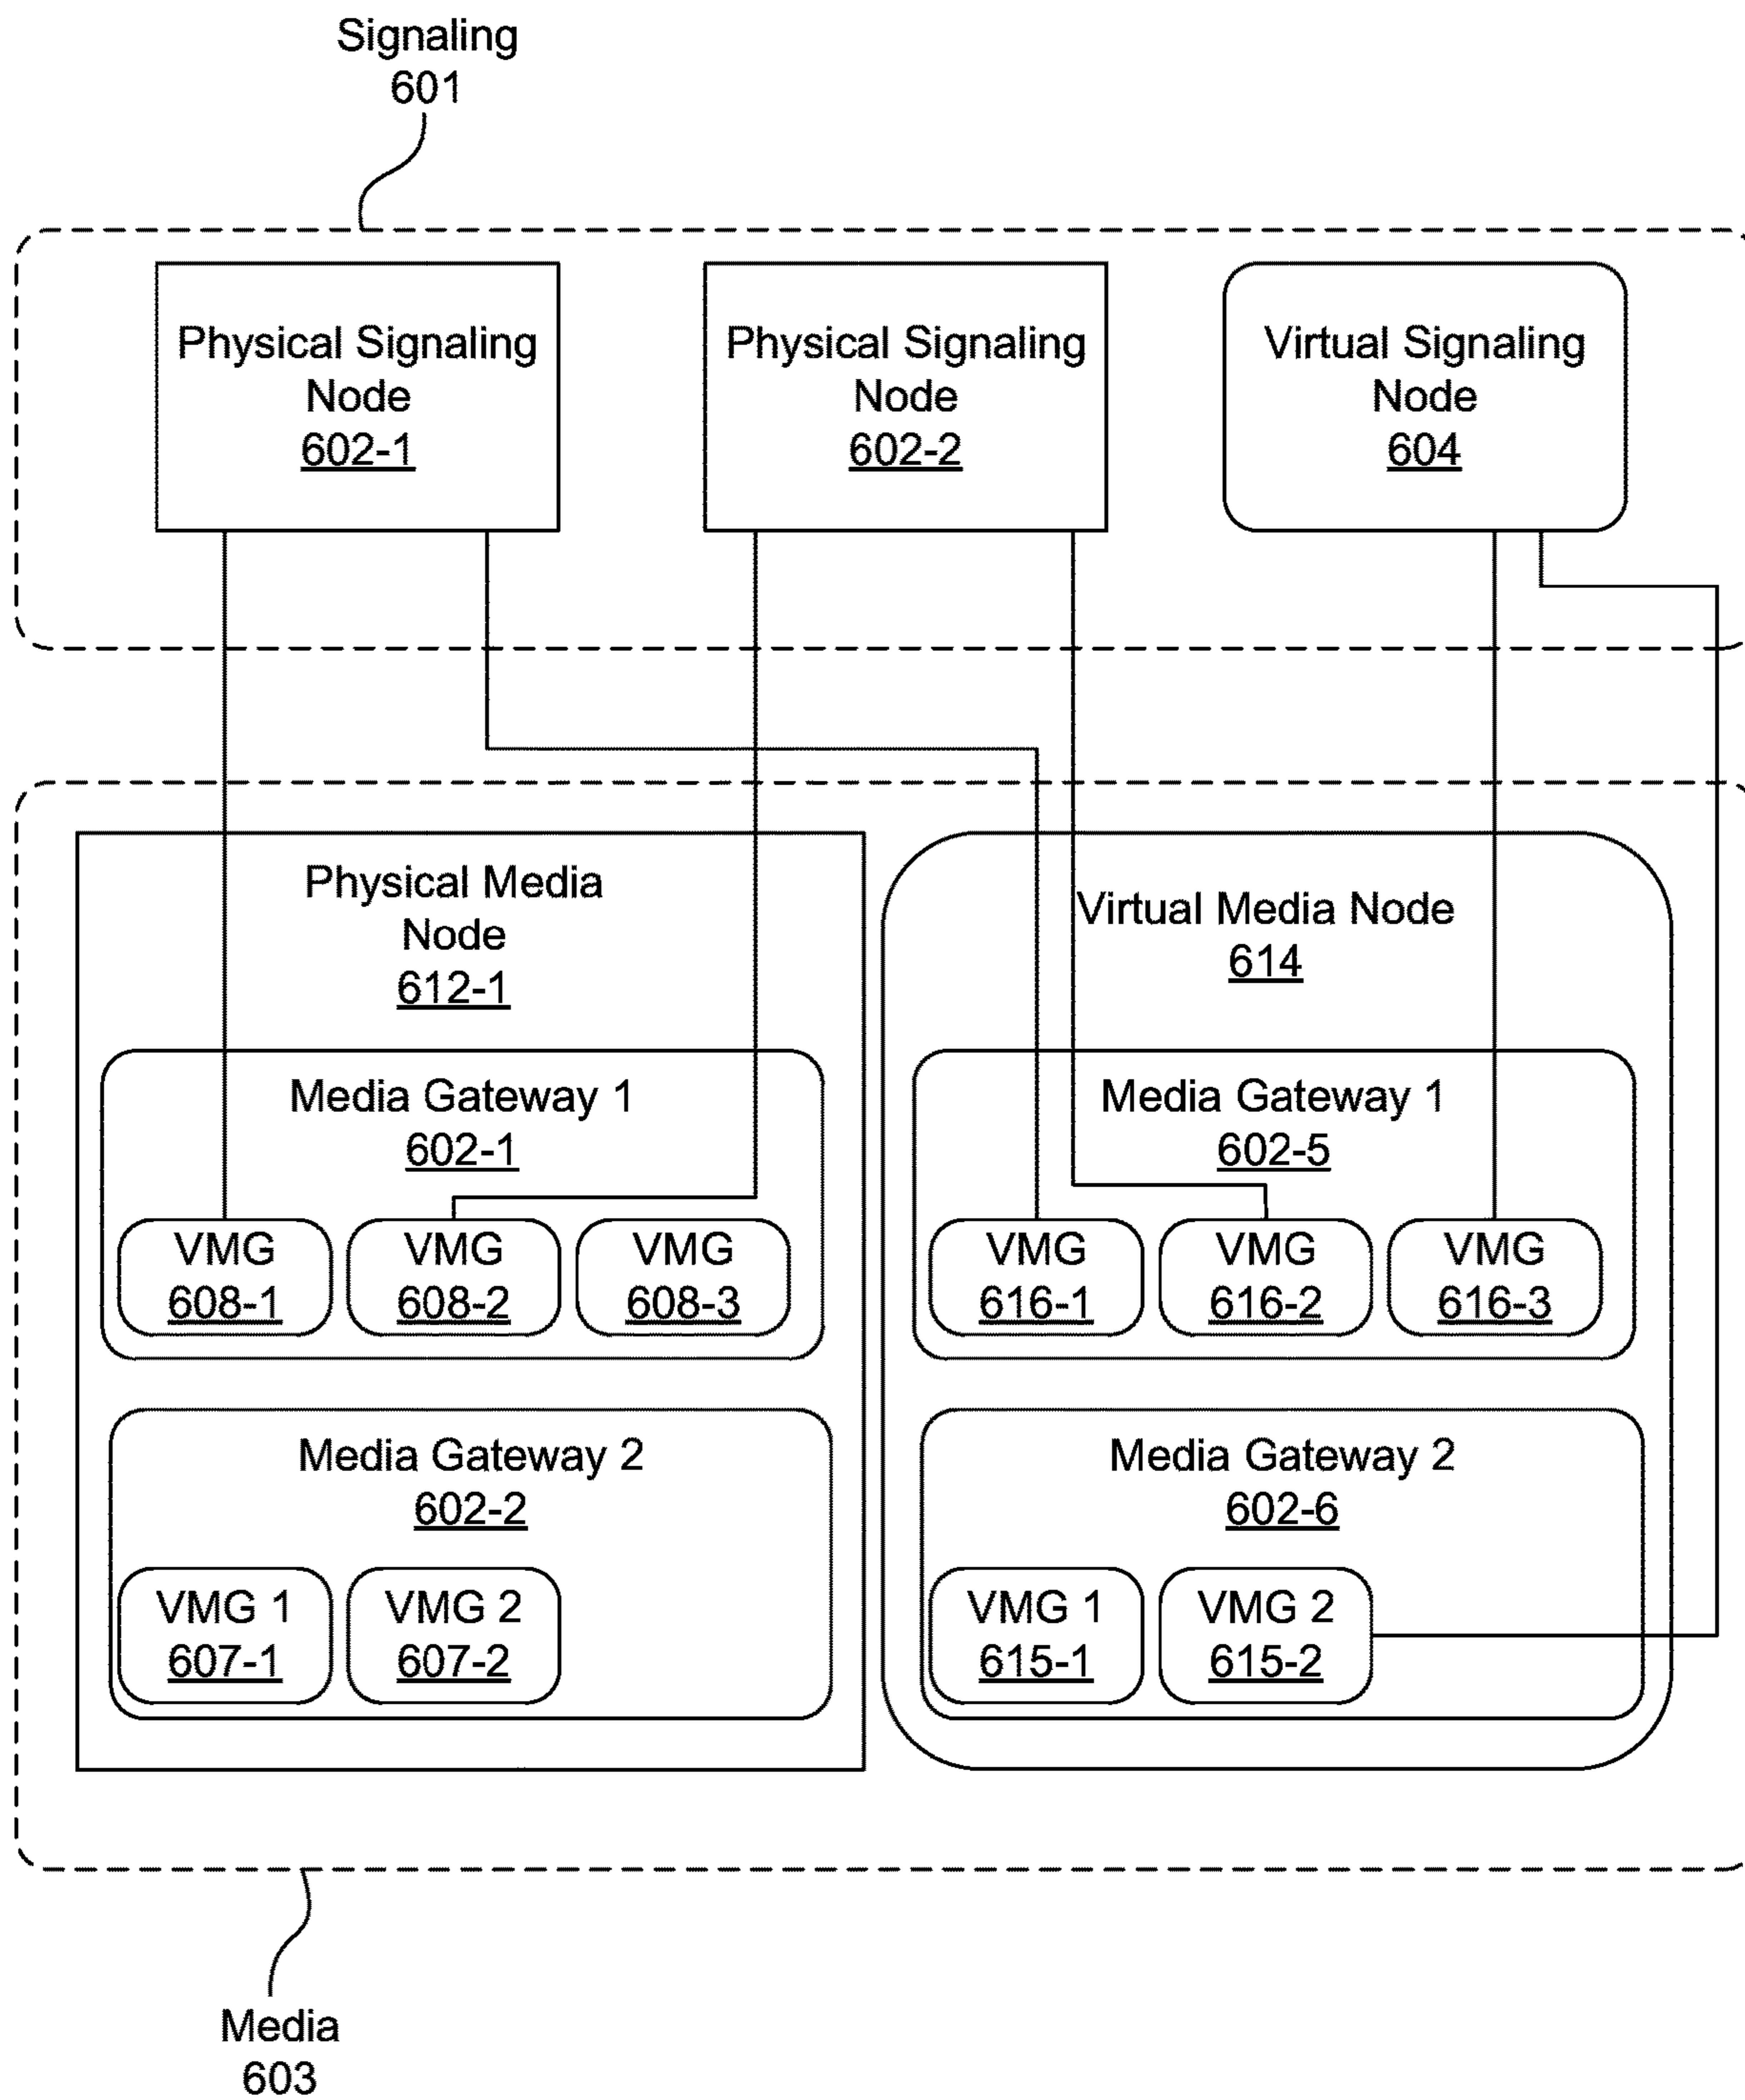 Signaling
601
Physical Signaling
Node
602-1
Physical Signaling
Node
602-2
Virtual Signaling
Node
604
Physical Media
Node
612-1
Media Gateway 1
602-1
VMG
608-1
VMG
608-2
VMG
608-3
Media Gateway 2
602-2
VMG 1
607-1
VMG 2
607-2
Virtual Media Node
614
Media Gateway 1
602-5
VMG
616-1
VMG
616-2
VMG
616-3
Media Gateway 2
602-6
VMG 1
615-1
VMG 2
615-2
Media
603